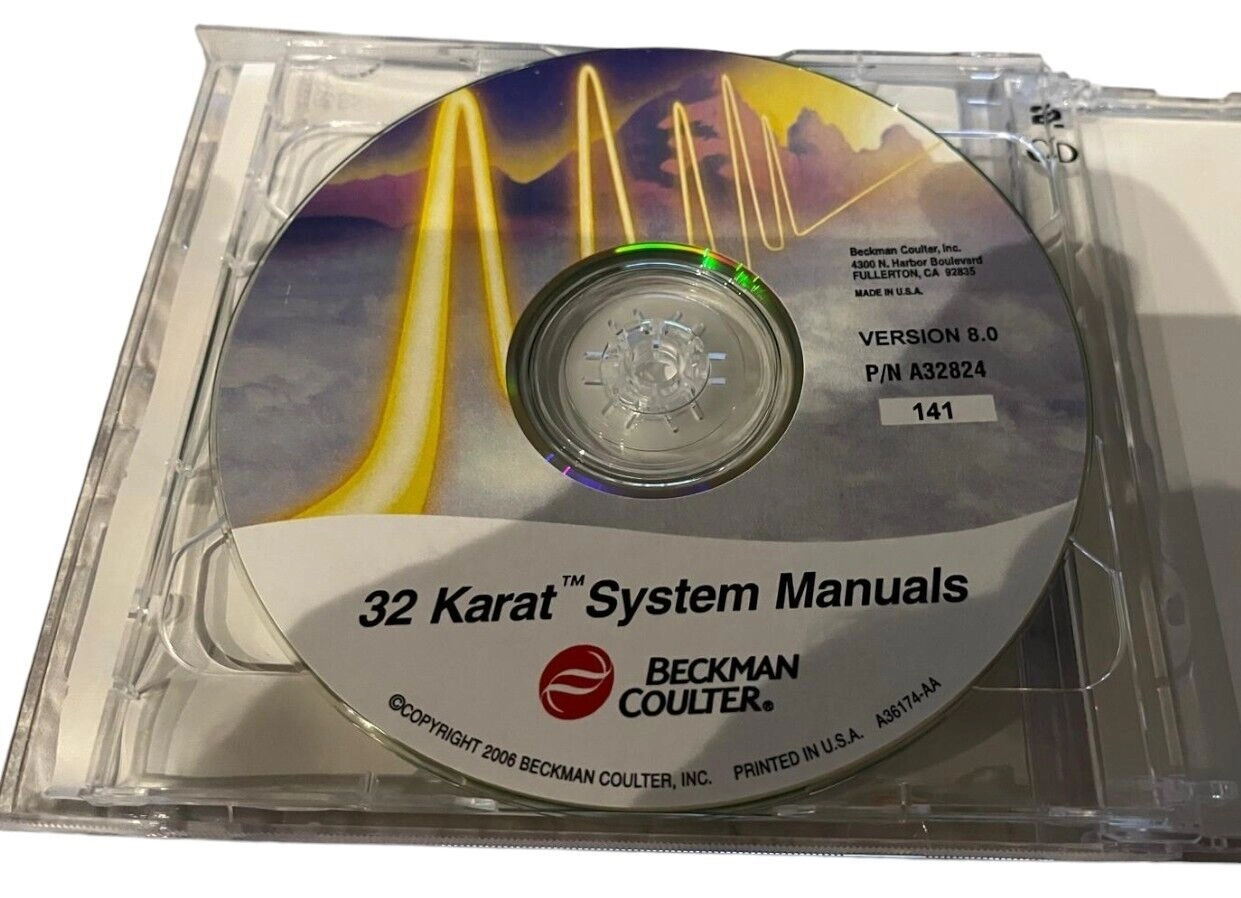 Beckman Coulter, Inc.
4300 N. Harbor Boulevard
FULLERTON, CA 92835
MADE IN U.S.A.
VERSION 8.0
P/N A32824
141
32 Karat™ System Manuals
BECKMAN
COULTER®
©COPYRIGHT 2006 BECKMAN COULTER, INC. PRINTED IN U.S.A. A36174-AA